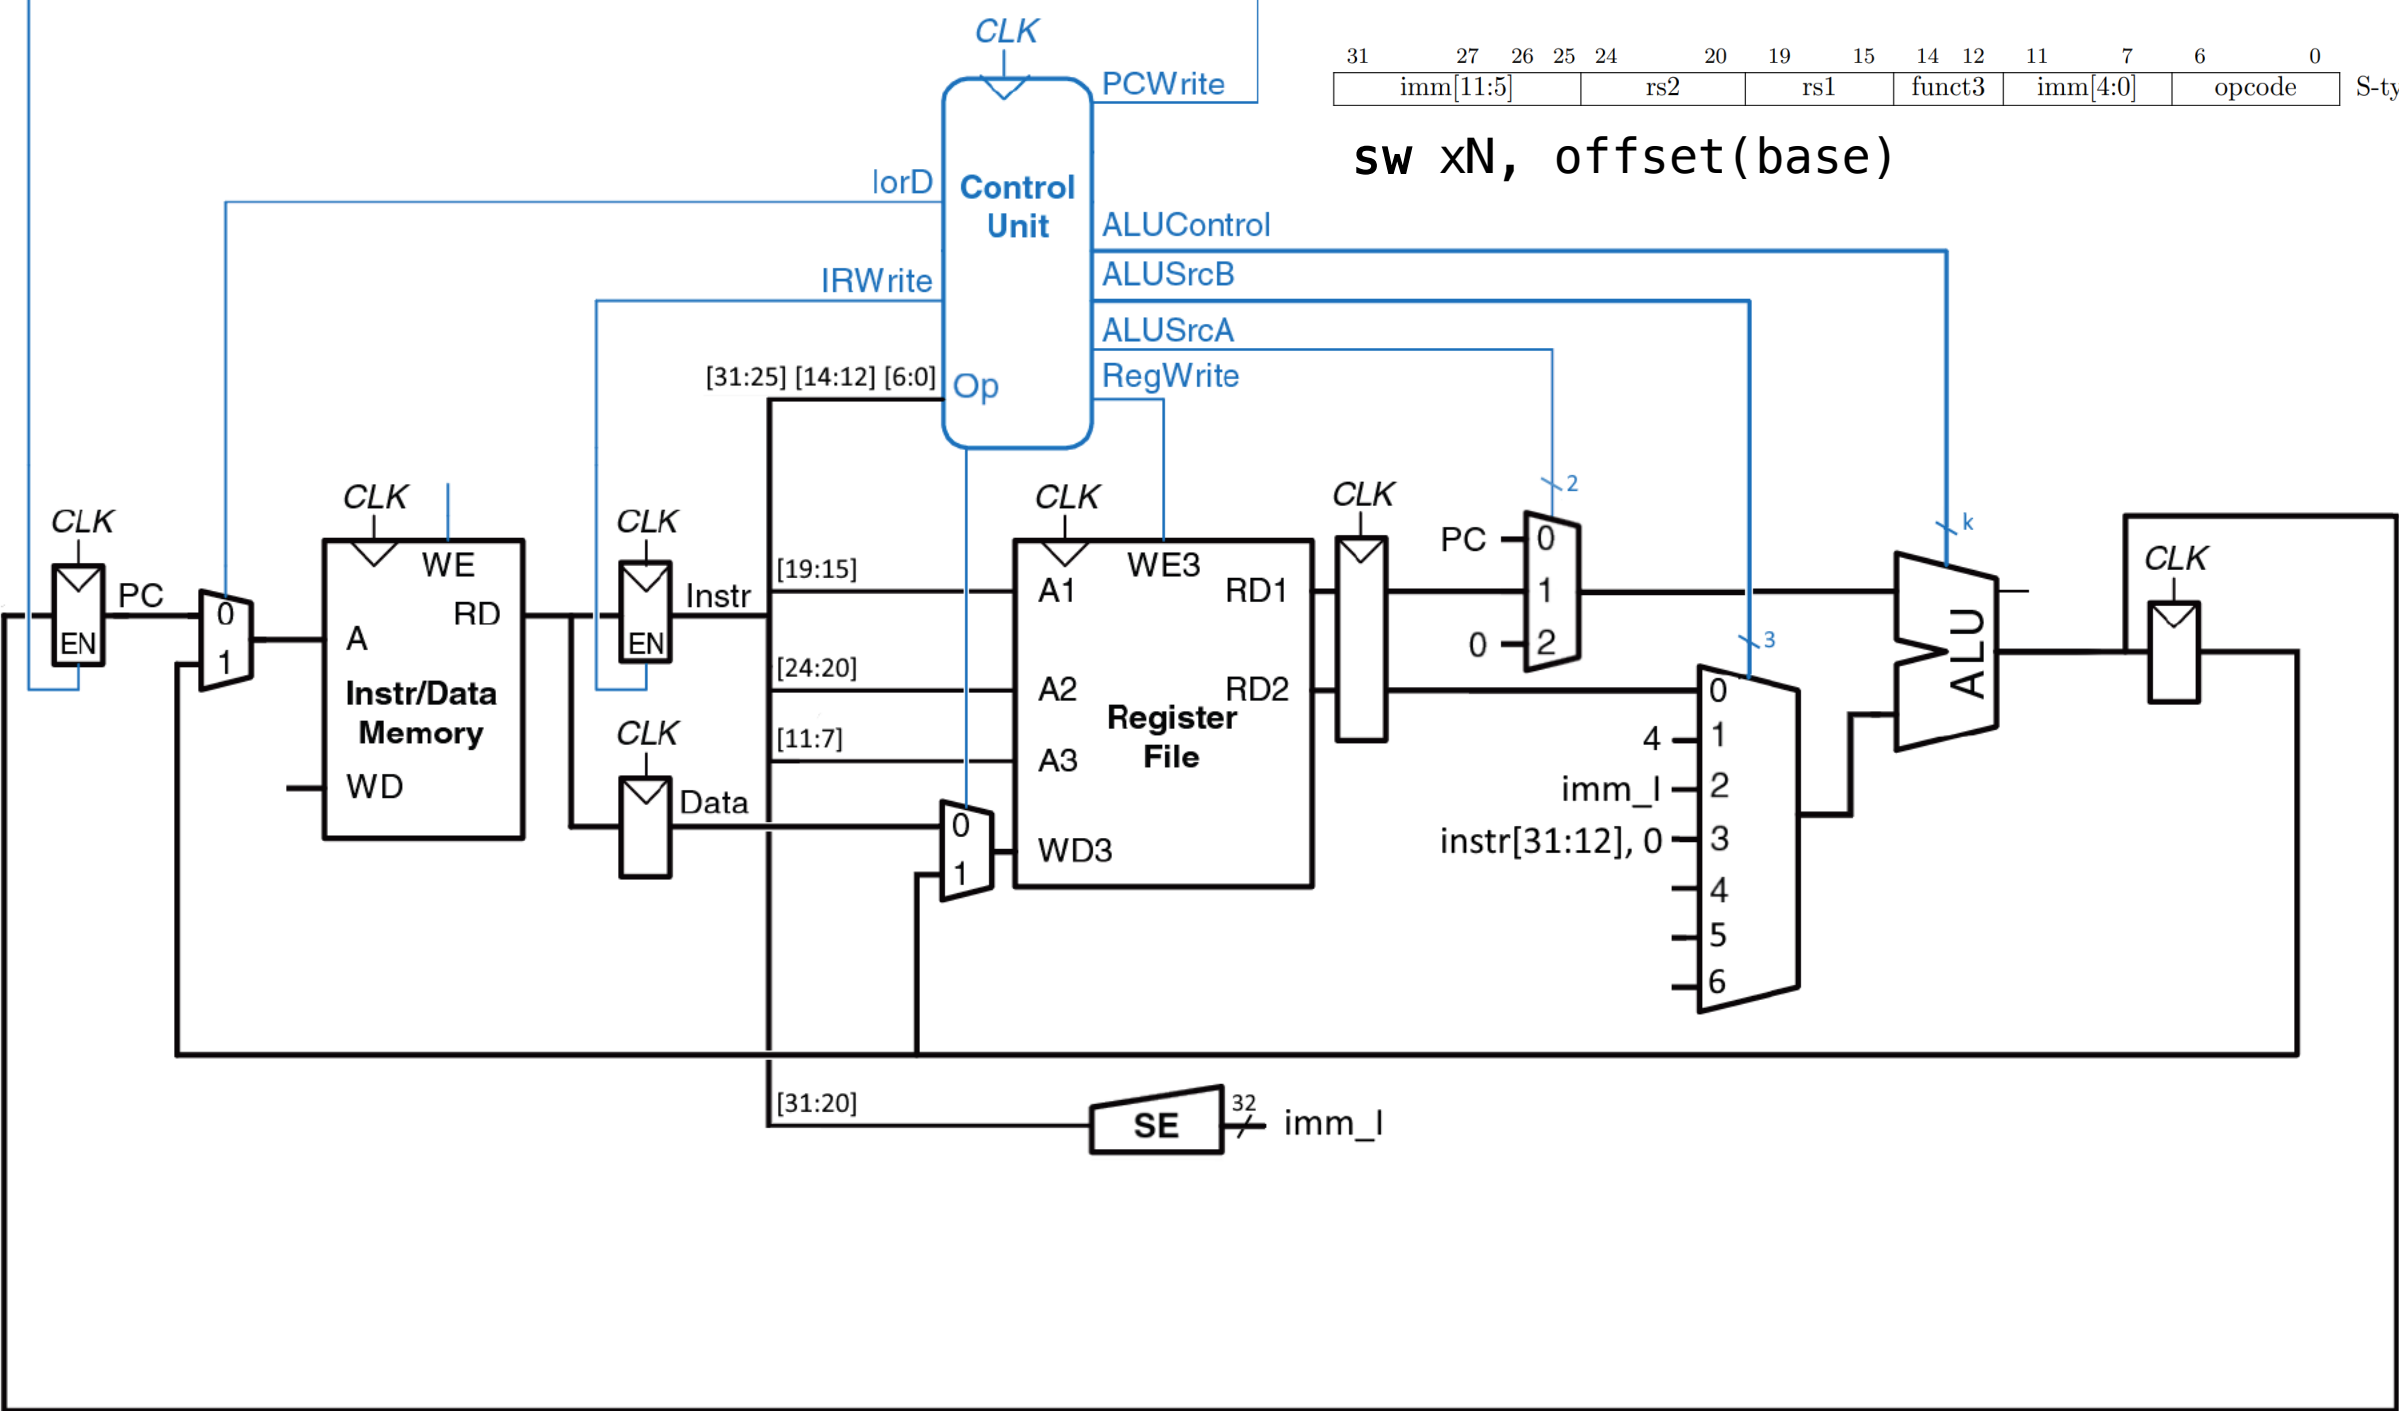 CLK
PCWrite
31 27 26 25 24 20 19 15 14 12 11 7 6 0
imm[11:5] rs2 rs1 funct3 imm[4:0] opcode S-ty
sw xN, offset(base)
IorD
Control
Unit
ALUControl
IRWrite
ALUSrcB
ALUSrcA
[31:25] [14:12] [6:0]
Op
RegWrite
CLK
PC
EN
0
1
CLK
WE
A
RD
Instr/Data
Memory
WD
CLK
EN
Instr
CLK
Data
[19:15]
[24:20]
[11:7]
0
1
CLK
WE3
A1
RD1
A2
RD2
Register
File
A3
WD3
CLK
2
PC
0
1
0
2
3
0
4
1
imm_I
2
instr[31:12], 0
3
4
5
6
k
ALU
CLK
[31:20]
SE
32
imm_I